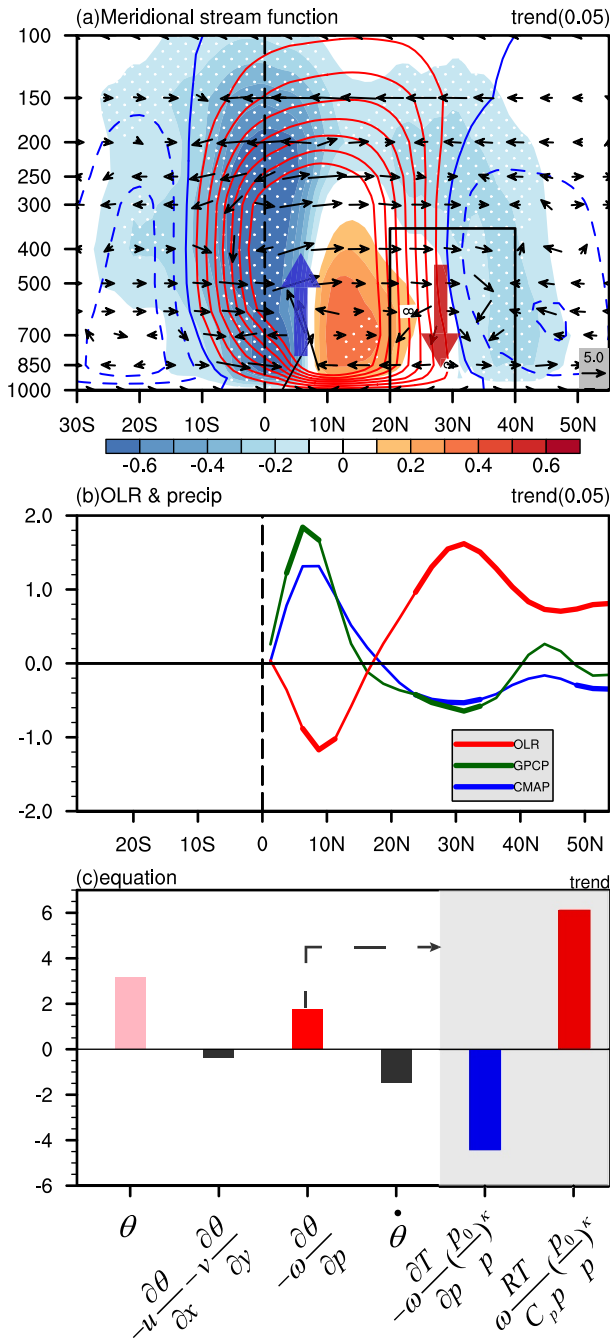 (a)Meridional stream function trend(0.05)
100
150
200
250
300
400
500
700
850
1000
8
5.0
30S 20S 10S 0 10N 20N 30N 40N 50N
-0.6 -0.4 -0.2 0 0.2 0.4 0.6
(b)OLR & precip trend(0.05)
2.0
1.0
0.0
-1.0
-2.0
OLR
GPCP
CMAP
20S 10S 0 10N 20N 30N 40N 50N
(c)equation trend
6
4
2
0
-2
-4
-6
θ -u ∂θ/∂x - v ∂θ/∂y -ω ∂θ/∂p θ̇ -ω ∂T/∂p (p₀/p)^κ ω RT/C_p p (p₀/p)^κ